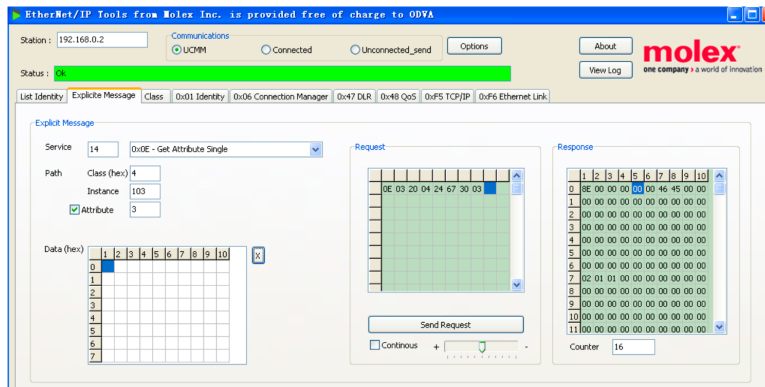 EtherNet/IP Tools from Molex Inc. is provided free of charge to ODVA
Station : 192.168.0.2
Communications
UCMM Connected Unconnected_send
Options
About
molex
one company > a world of innovation
View Log
Status : Ok
List Identity Explicite Message Class 0x01 Identity 0x06 Connection Manager 0x47 DLR 0x48 QoS 0xF5 TCP/IP 0xF6 Ethernet Link
Explicit Message
Service 14 0x0E - Get Attribute Single
Path Class (hex) 4
Instance 103
Attribute 3
Data (hex)
1 2 3 4 5 6 7 8 9 10
0
1
2
3
4
5
6
7
X
Request
0E 03 20 04 24 67 30 03
Send Request
Continous + -
Response
1 2 3 4 5 6 7 8 9 10
0 8E 00 00 00 00 00 46 45 00 00
1 00 00 00 00 00 00 00 00 00 00
2 00 00 00 00 00 00 00 00 00 00
3 00 00 00 00 00 00 00 00 00 00
4 00 00 00 00 00 00 00 00 00 00
5 00 00 00 00 00 00 00 00 00 00
6 00 00 00 00 00 00 00 00 00 00
7 02 01 01 00 00 00 00 00 00 00
8 00 00 00 00 00 00 00 00 00 00
9 00 00 00 00 00 00 00 00 00 00
10 00 00 00 00 00 00 00 00 00 00
11 00 00 00 00 00 00 00 00 00 00
Counter 16